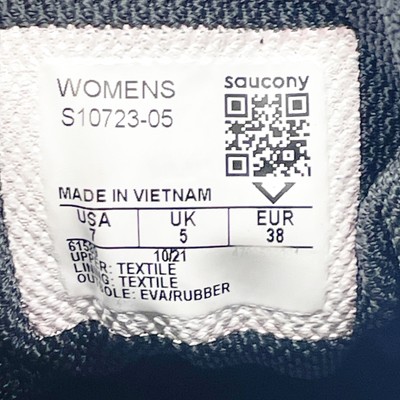 WOMENS
saucony
S10723-05
MADE IN VIETNAM
USA UK EUR
7 5 38
10/21
TEXTILE
TEXTILE
EVA/RUBBER